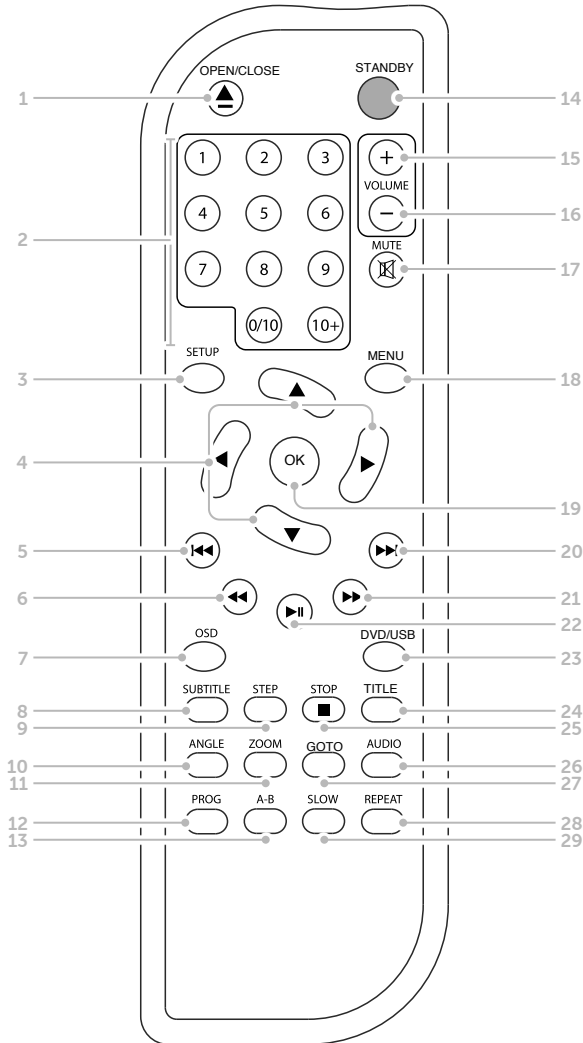 OPEN/CLOSE STANDBY
1 14
1 2 3 + 15
VOLUME
4 5 6 − 16
2
MUTE
7 8 9 17
0/10 10+
SETUP MENU
3 18
4 OK
19
5 20
6 21
22
OSD DVD/USB
7 23
SUBTITLE STEP STOP TITLE
8 24
9 25
ANGLE ZOOM GOTO AUDIO
10 26
11 27
PROG A-B SLOW REPEAT
12 28
13 29